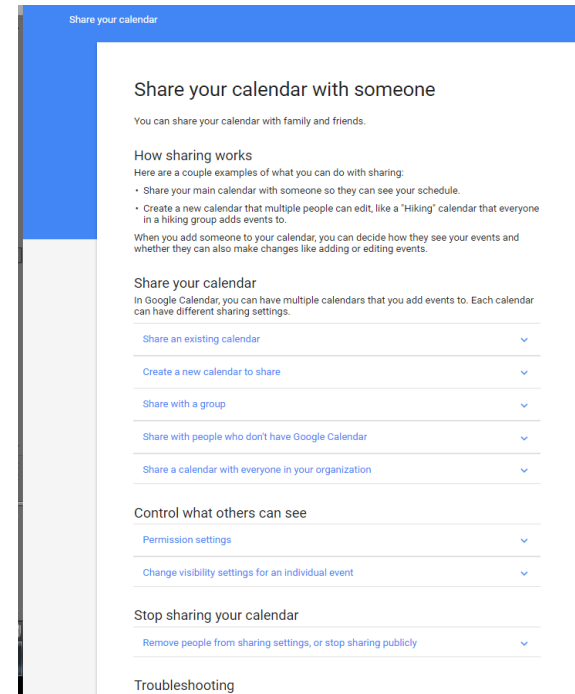 Share your calendar
Share your calendar with someone
You can share your calendar with family and friends.
How sharing works
Here are a couple examples of what you can do with sharing:
• Share your main calendar with someone so they can see your schedule.
• Create a new calendar that multiple people can edit, like a "Hiking" calendar that everyone
in a hiking group adds events to.
When you add someone to your calendar, you can decide how they see your events and
whether they can also make changes like adding or editing events.
Share your calendar
In Google Calendar, you can have multiple calendars that you add events to. Each calendar
can have different sharing settings.
Share an existing calendar
Create a new calendar to share
Share with a group
Share with people who don't have Google Calendar
Share a calendar with everyone in your organization
Control what others can see
Permission settings
Change visibility settings for an individual event
Stop sharing your calendar
Remove people from sharing settings, or stop sharing publicly
Troubleshooting